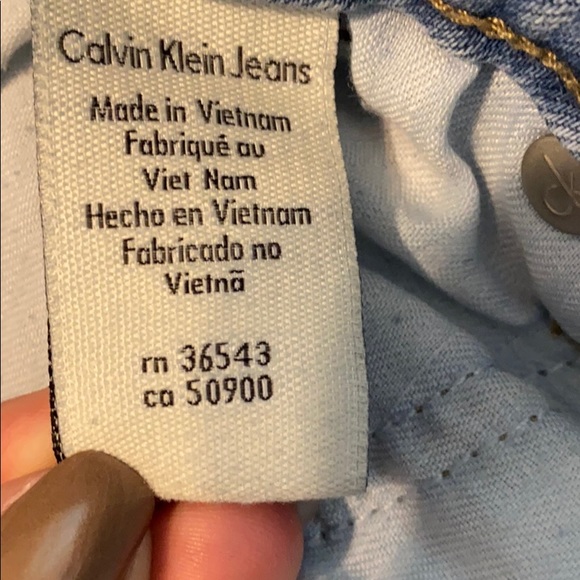 Calvin Klein Jeans
Made in Vietnam
Fabriqué au
Viet Nam
Hecho en Vietnam
Fabricado no
Vietnã
rn 36543
ca 50900
ck